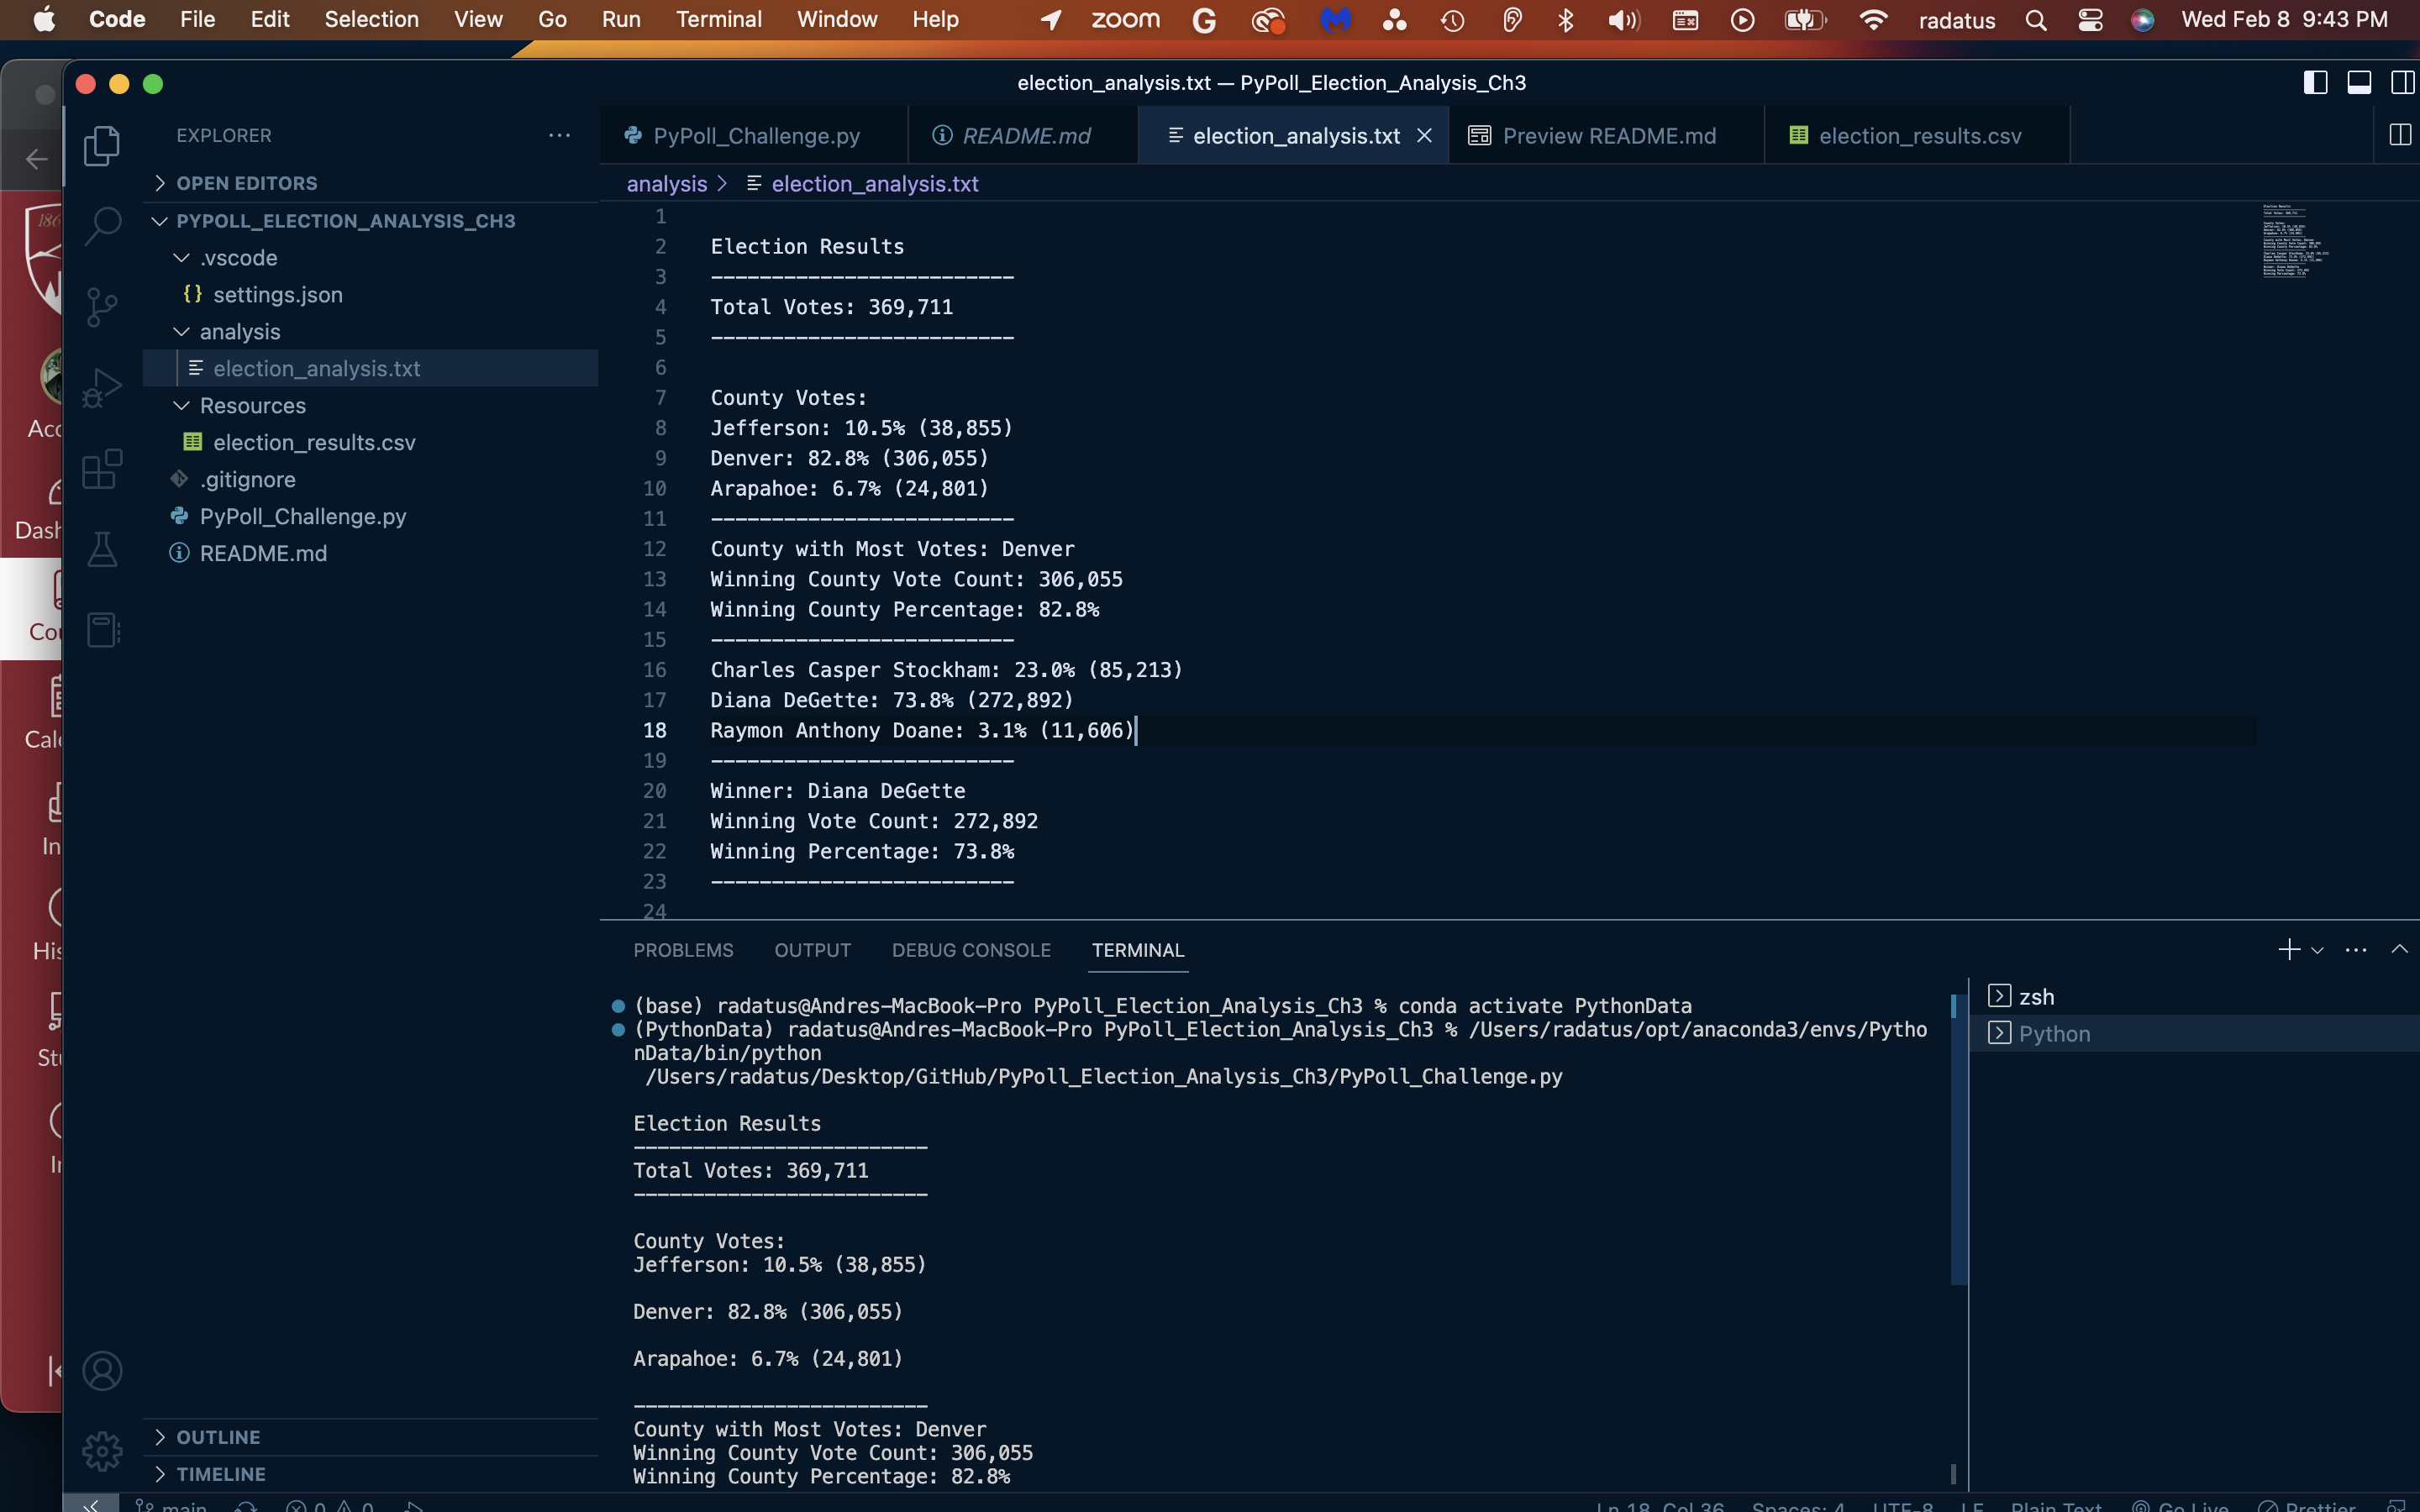 Code File Edit Selection View Go Run Terminal Window Help zoom G radatus Wed Feb 8 9:43 PM
election_analysis.txt — PyPoll_Election_Analysis_Ch3
EXPLORER
OPEN EDITORS
PYPOLL_ELECTION_ANALYSIS_CH3
.vscode
{} settings.json
analysis
election_analysis.txt
Resources
election_results.csv
.gitignore
PyPoll_Challenge.py
README.md
OUTLINE
TIMELINE
PyPoll_Challenge.py README.md election_analysis.txt Preview README.md election_results.csv
analysis > election_analysis.txt
1
2 Election Results
3 -------------------------
4 Total Votes: 369,711
5 -------------------------
6
7 County Votes:
8 Jefferson: 10.5% (38,855)
9 Denver: 82.8% (306,055)
10 Arapahoe: 6.7% (24,801)
11 -------------------------
12 County with Most Votes: Denver
13 Winning County Vote Count: 306,055
14 Winning County Percentage: 82.8%
15 -------------------------
16 Charles Casper Stockham: 23.0% (85,213)
17 Diana DeGette: 73.8% (272,892)
18 Raymon Anthony Doane: 3.1% (11,606)
19 -------------------------
20 Winner: Diana DeGette
21 Winning Vote Count: 272,892
22 Winning Percentage: 73.8%
23 -------------------------
24
PROBLEMS OUTPUT DEBUG CONSOLE TERMINAL
(base) radatus@Andres-MacBook-Pro PyPoll_Election_Analysis_Ch3 % conda activate PythonData
(PythonData) radatus@Andres-MacBook-Pro PyPoll_Election_Analysis_Ch3 % /Users/radatus/opt/anaconda3/envs/Pytho
nData/bin/python
/Users/radatus/Desktop/GitHub/PyPoll_Election_Analysis_Ch3/PyPoll_Challenge.py
Election Results
-------------------------
Total Votes: 369,711
-------------------------
County Votes:
Jefferson: 10.5% (38,855)
Denver: 82.8% (306,055)
Arapahoe: 6.7% (24,801)
-------------------------
County with Most Votes: Denver
Winning County Vote Count: 306,055
Winning County Percentage: 82.8%
zsh
Python
main 0 0 Ln 18, Col 36 Spaces: 4 UTF-8 LF Plain Text Go Live Prettier